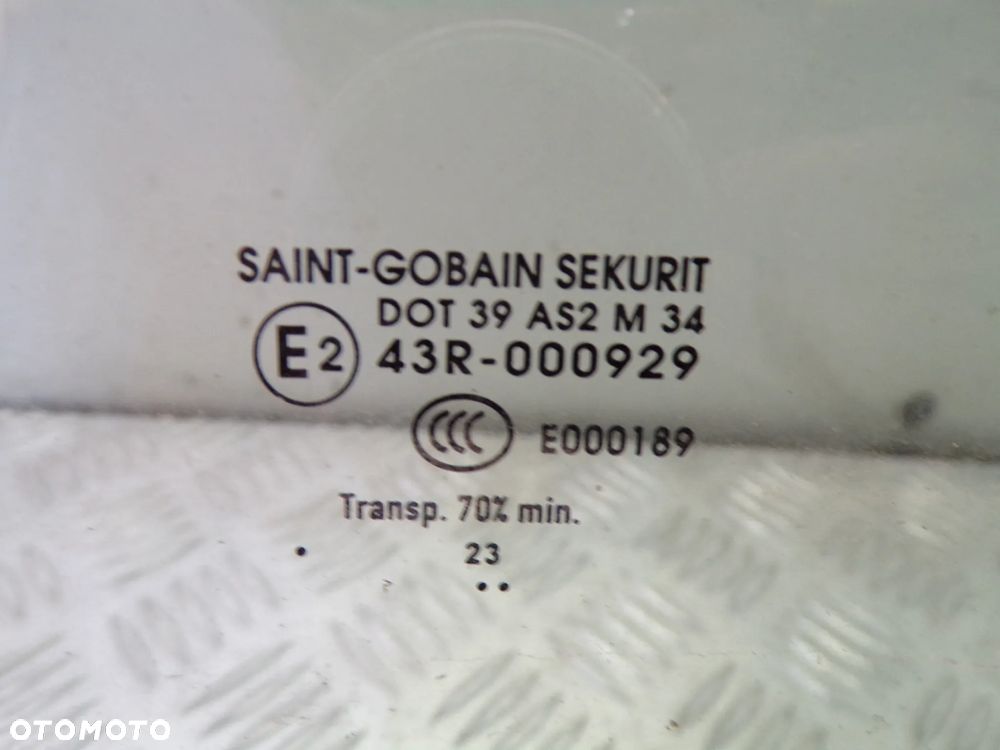 SAINT-GOBAIN SEKURIT
DOT 39 AS2 M 34
E2 43R-000929
CCC E000189
Transp. 70% min.
23
OTOMOTO